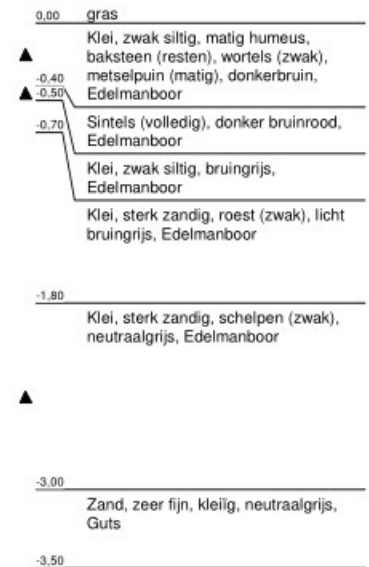 0,00 gras
Klei, zwak siltig, matig humeus,
baksteen (resten), wortels (zwak),
metselpuin (matig), donkerbruin,
-0,40
Edelmanboor
-0,50
Sintels (volledig), donker bruinrood,
-0,70
Edelmanboor
Klei, zwak siltig, bruingrijs,
Edelmanboor
Klei, sterk zandig, roest (zwak), licht
bruingrijs, Edelmanboor
-1,80
Klei, sterk zandig, schelpen (zwak),
neutraalgrijs, Edelmanboor
-3,00
Zand, zeer fijn, kleiïg, neutraalgrijs,
Guts
-3,50